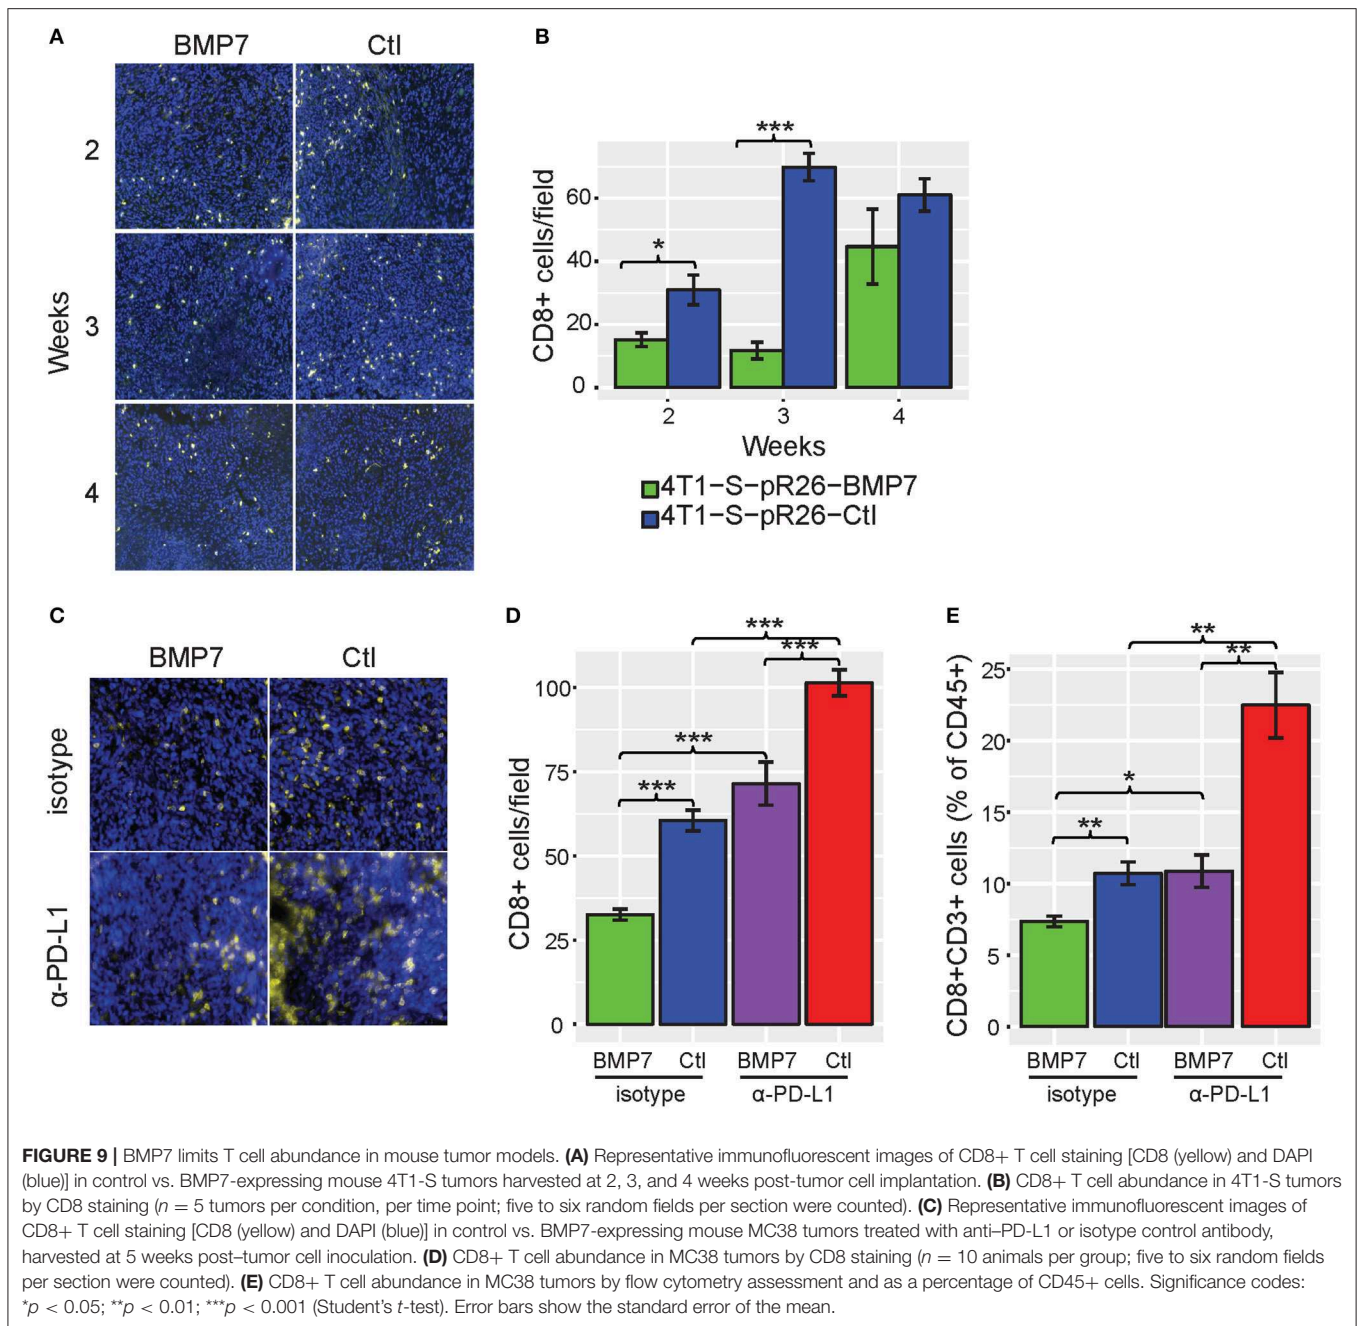 A
BMP7
Ctl
2
3
4
Weeks
B
CD8+ cells/field
60
40
20
0
*
***
2
3
4
Weeks
4T1−S−pR26−BMP7
4T1−S−pR26−Ctl
C
BMP7
Ctl
isotype
α-PD-L1
D
CD8+ cells/field
100
75
50
25
0
***
***
***
***
BMP7 Ctl BMP7 Ctl
isotype α-PD-L1
E
CD8+CD3+ cells (% of CD45+)
25
20
15
10
5
0
**
**
*
**
BMP7 Ctl BMP7 Ctl
isotype α-PD-L1
FIGURE 9 | BMP7 limits T cell abundance in mouse tumor models. (A) Representative immunofluorescent images of CD8+ T cell staining [CD8 (yellow) and DAPI
(blue)] in control vs. BMP7-expressing mouse 4T1-S tumors harvested at 2, 3, and 4 weeks post-tumor cell implantation. (B) CD8+ T cell abundance in 4T1-S tumors
by CD8 staining (n = 5 tumors per condition, per time point; five to six random fields per section were counted). (C) Representative immunofluorescent images of
CD8+ T cell staining [CD8 (yellow) and DAPI (blue)] in control vs. BMP7-expressing mouse MC38 tumors treated with anti–PD-L1 or isotype control antibody,
harvested at 5 weeks post–tumor cell inoculation. (D) CD8+ T cell abundance in MC38 tumors by CD8 staining (n = 10 animals per group; five to six random fields
per section were counted). (E) CD8+ T cell abundance in MC38 tumors by flow cytometry assessment and as a percentage of CD45+ cells. Significance codes:
*p < 0.05; **p < 0.01; ***p < 0.001 (Student's t-test). Error bars show the standard error of the mean.